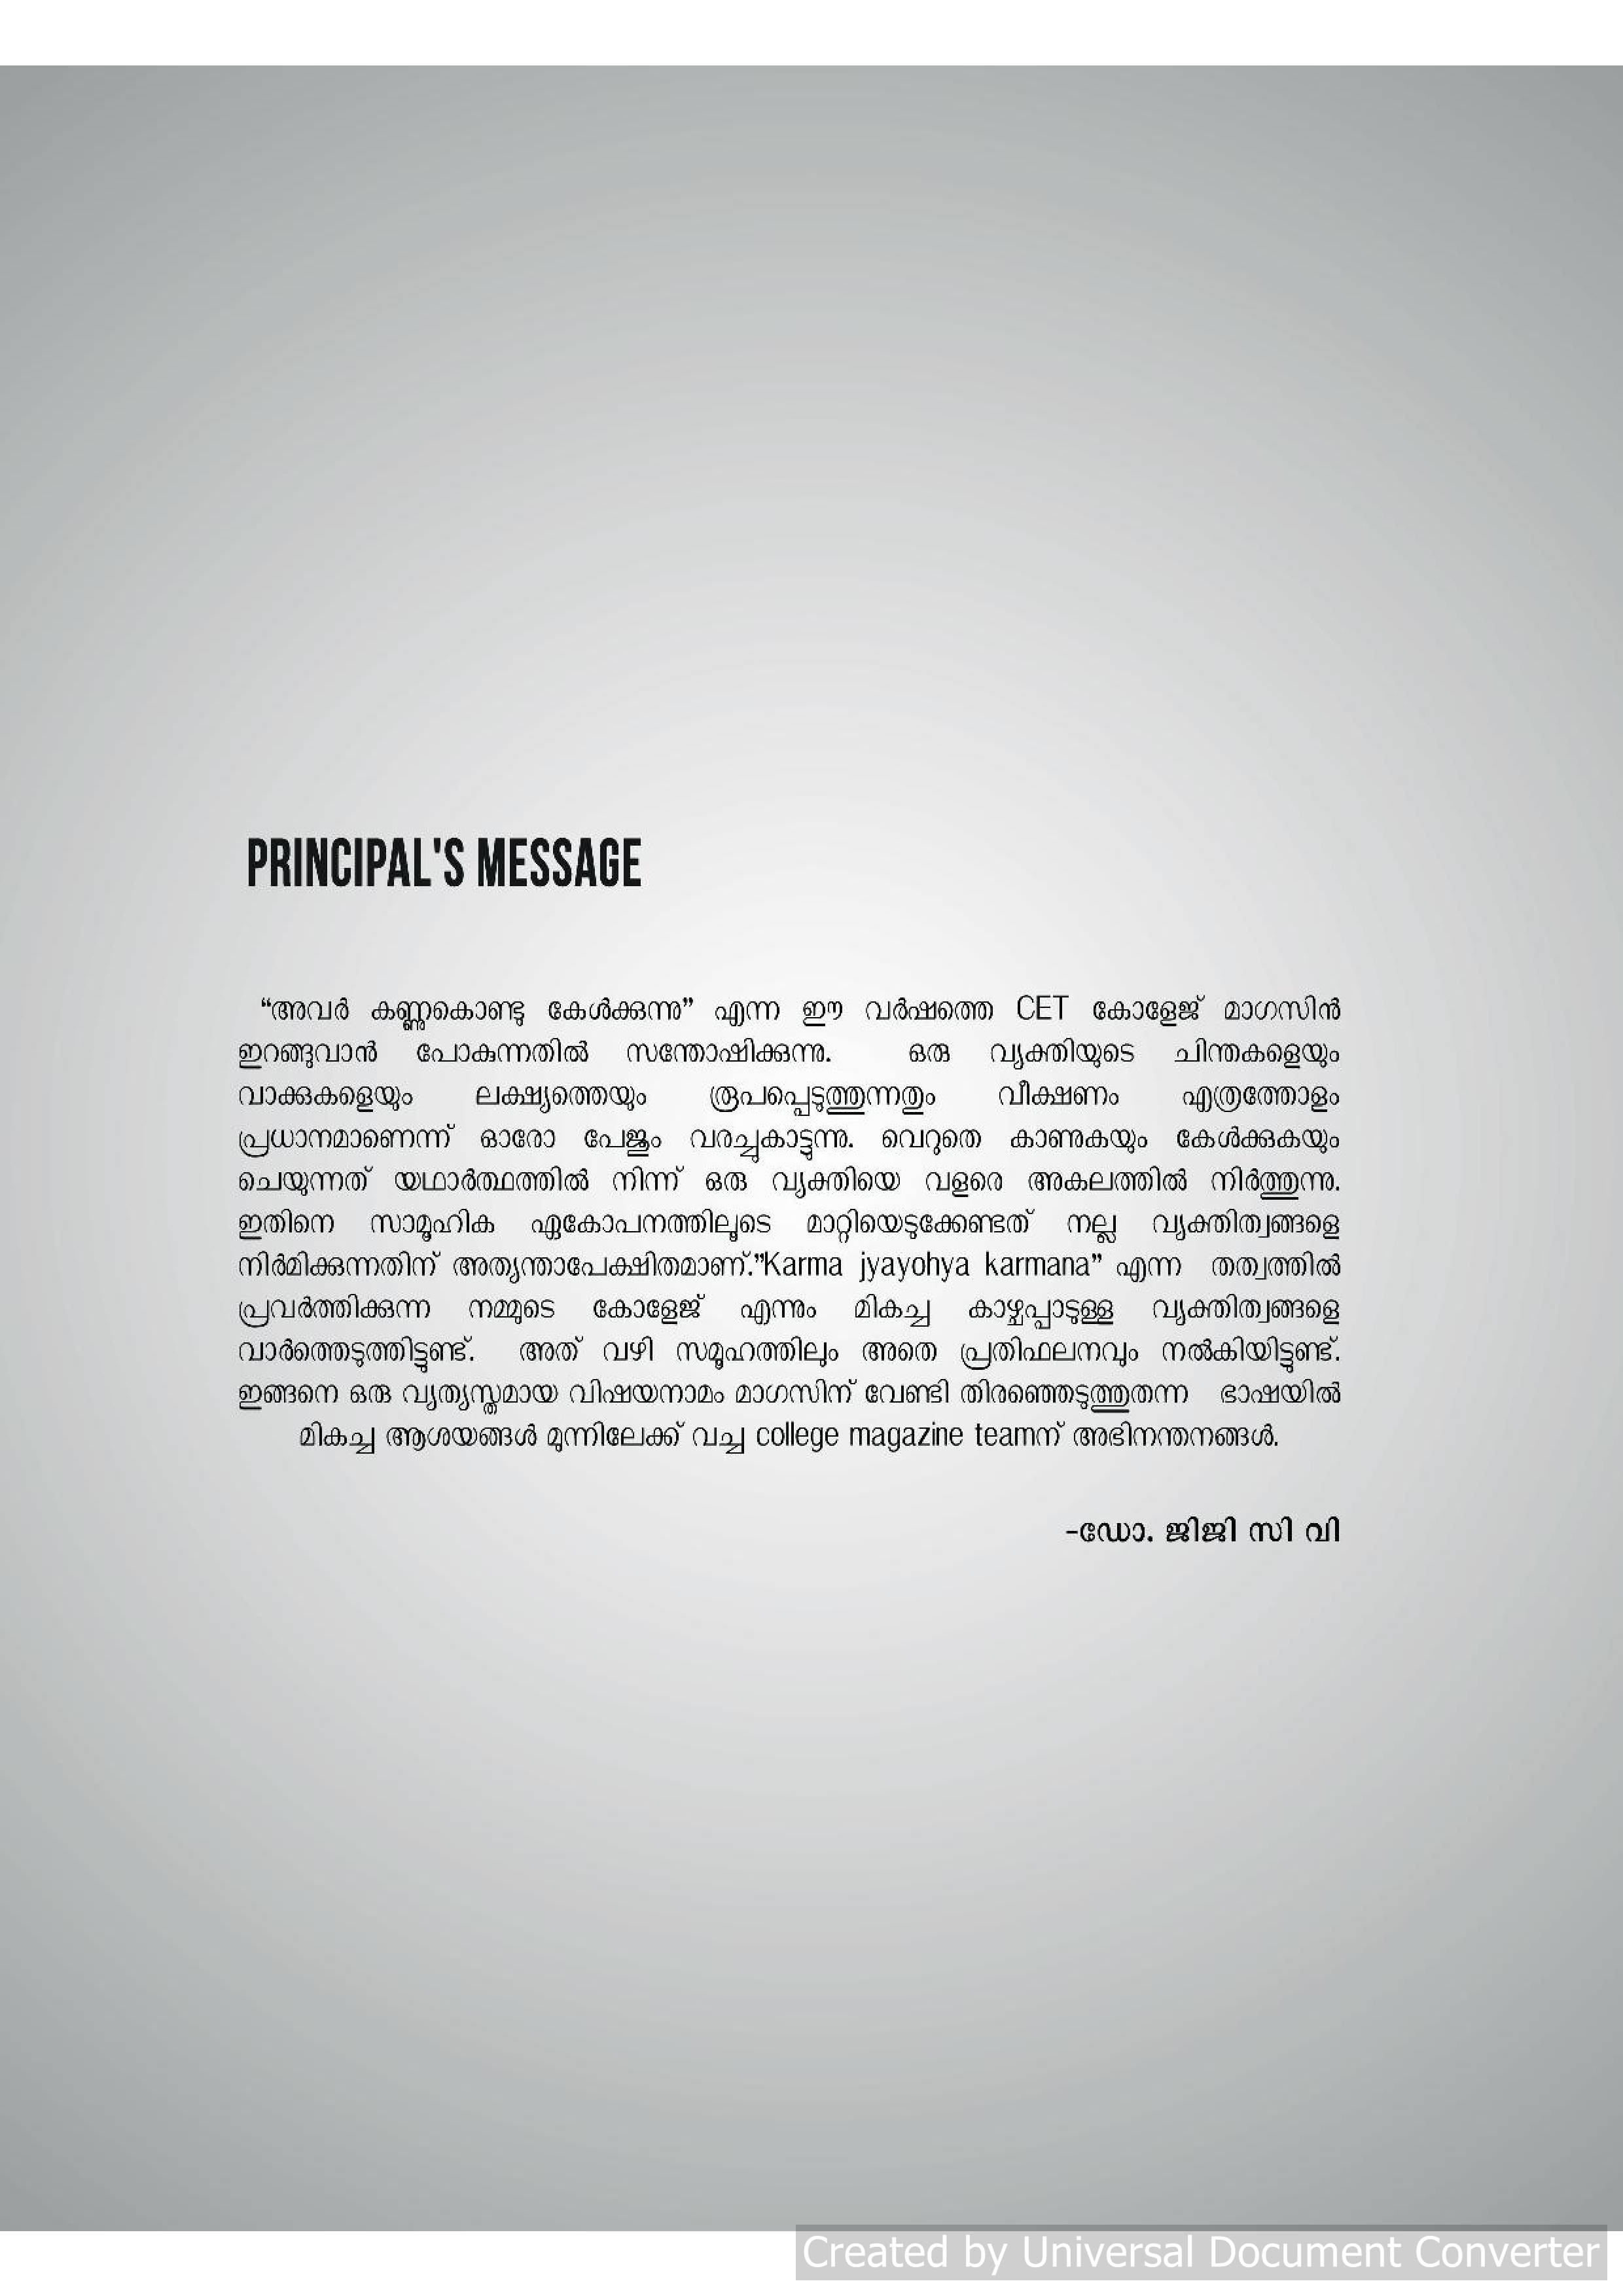 PRINCIPAL'S MESSAGE
“അവർ കണ്ണുകൊണ്ടു കേൾക്കുന്നു” എന്ന ഈ വർഷത്തെ CET കോളേജ് മാഗസിൻ
ഇറങ്ങുവാൻ പോകുന്നതിൽ സന്തോഷിക്കുന്നു. ഒരു വ്യക്തിയുടെ ചിന്തകളെയും
വാക്കുകളെയും ലക്ഷ്യത്തെയും രൂപപ്പെടുത്തുന്നതും വീക്ഷണം എത്രത്തോളം
പ്രധാനമാണെന്ന് ഓരോ പേജും വരച്ചുകാട്ടുന്നു. വെറുതെ കാണുകയും കേൾക്കുകയും
ചെയുന്നത് യഥാർത്ഥത്തിൽ നിന്ന് ഒരു വ്യക്തിയെ വളരെ അകലത്തിൽ നിർത്തുന്നു.
ഇതിനെ സാമൂഹിക ഏകോപനത്തിലൂടെ മാറ്റിയെടുക്കേണ്ടത് നല്ല വ്യക്തിത്വങ്ങളെ
നിർമിക്കുന്നതിന് അത്യന്താപേക്ഷിതമാണ്.”Karma jyayohya karmana” എന്ന തത്വത്തിൽ
പ്രവർത്തിക്കുന്ന നമ്മുടെ കോളേജ് എന്നും മികച്ച കാഴ്ചപ്പാടുള്ള വ്യക്തിത്വങ്ങളെ
വാർത്തെടുത്തിട്ടുണ്ട്. അത് വഴി സമൂഹത്തിലും അതെ പ്രതിഫലനവും നൽകിയിട്ടുണ്ട്.
ഇങ്ങനെ ഒരു വ്യത്യസ്തമായ വിഷയനാമം മാഗസിന് വേണ്ടി തിരഞ്ഞെടുത്തുതന്ന ഭാഷയിൽ
മികച്ച ആശയങ്ങൾ മുന്നിലേക്ക് വച്ച college magazine teamന് അഭിനന്തനങ്ങൾ.
-ഡോ. ജിജി സി വി
Created by Universal Document Converter